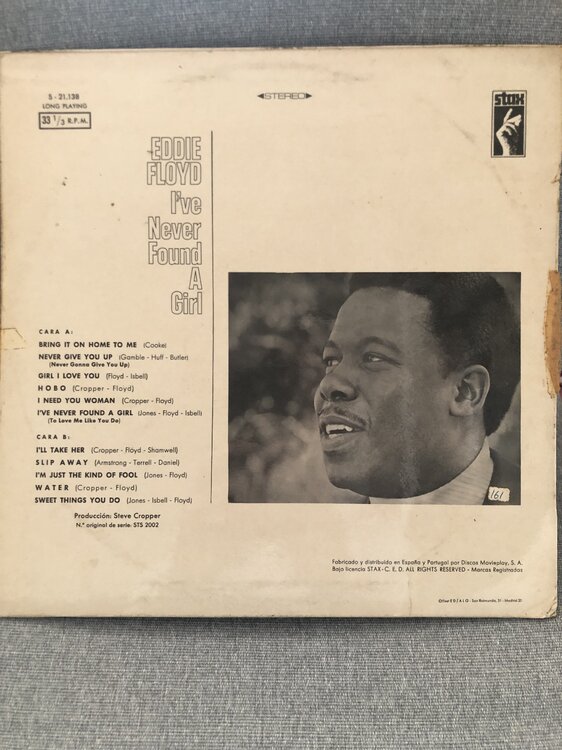 S - 21.138
LONG PLAYING
33 1/3 R.P.M.
STEREO
stax
EDDIE
FLOYD
I've
Never
Found
A
Girl
CARA A:
BRING IT ON HOME TO ME (Cooke)
NEVER GIVE YOU UP (Gamble - Huff - Butler)
(Never Gonna Give You Up)
GIRL I LOVE YOU (Floyd - Isbell)
HOBO (Cropper - Floyd)
I NEED YOU WOMAN (Cropper - Floyd)
I'VE NEVER FOUND A GIRL (Jones - Floyd - Isbell)
(To Love Me Like You Do)
CARA B:
I'LL TAKE HER (Cropper - Floyd - Shamwell)
SLIP AWAY (Armstrong - Terrell - Daniel)
I'M JUST THE KIND OF FOOL (Jones - Floyd)
WATER (Cropper - Floyd)
SWEET THINGS YOU DO (Jones - Isbell - Floyd)
Producción: Steve Cropper
N.º original de serie: STS 2002
161
Fabricado y distribuido en España y Portugal por Discos Movieplay, S. A.
Bajo licencia STAX - C. E. D. ALL RIGHTS RESERVED - Marcas Registradas
San Raimundo, 31 - Madrid-20